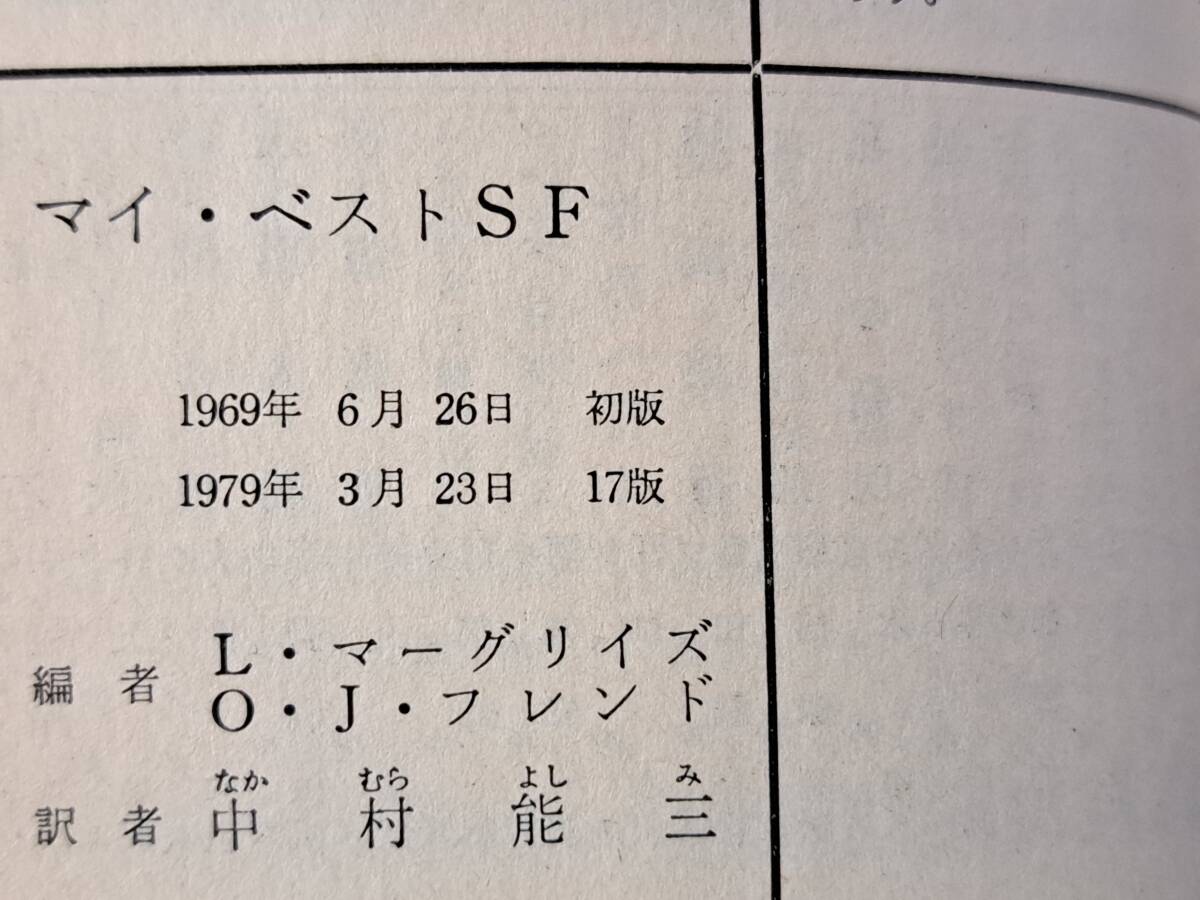 マイ・ベストSF
1969年 6月 26日 初版
1979年 3月 23日 17版
編者 L・マーグリイズ
O・J・フレンド
なか むら よし み
訳者 中村能三